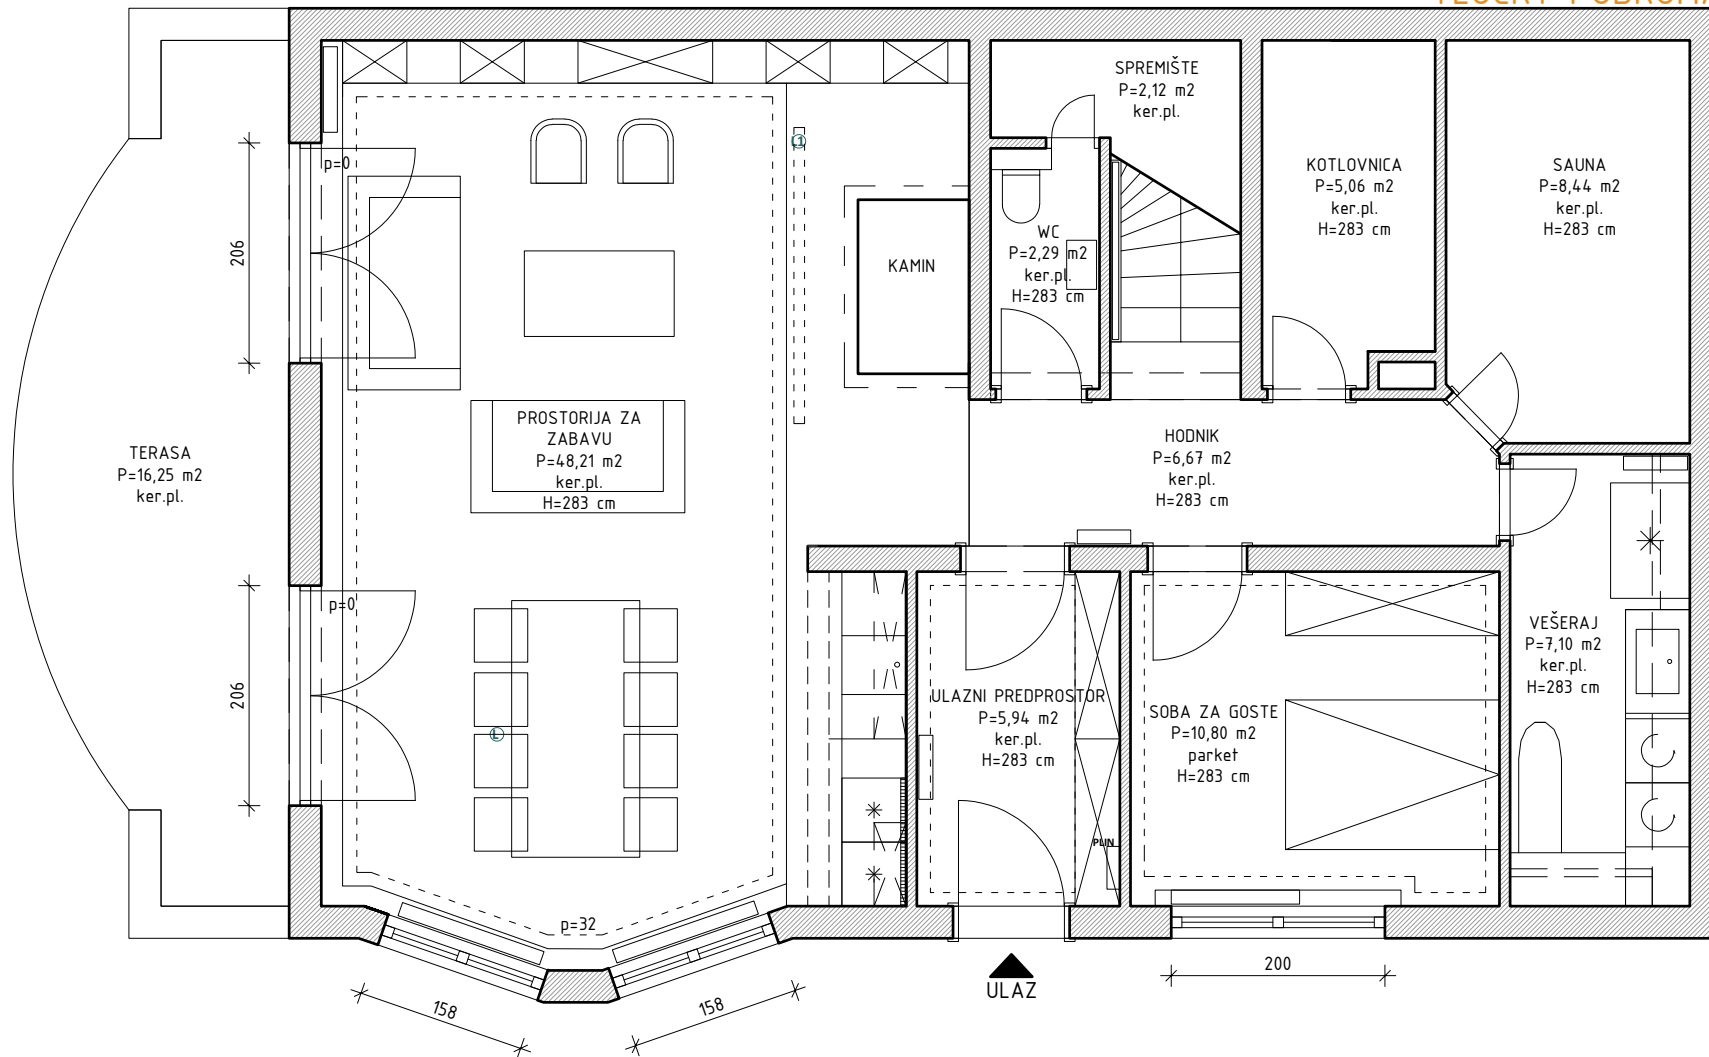 SPREMIŠTE
P=2,12 m2
ker.pl.
L1
p=0
KOTLOVNICA
P=5,06 m2
ker.pl.
H=283 cm
SAUNA
P=8,44 m2
ker.pl.
H=283 cm
206
WC
P=2,29 m2
ker.pl.
H=283 cm
KAMIN
TERASA
P=16,25 m2
ker.pl.
PROSTORIJA ZA
ZABAVU
P=48,21 m2
ker.pl.
H=283 cm
HODNIK
P=6,67 m2
ker.pl.
H=283 cm
p=0
206
L
ULAZNI PREDPROSTOR
P=5,94 m2
ker.pl.
H=283 cm
SOBA ZA GOSTE
P=10,80 m2
parket
H=283 cm
VEŠERAJ
P=7,10 m2
ker.pl.
H=283 cm
PLIN
p=32
158
158
ULAZ
200